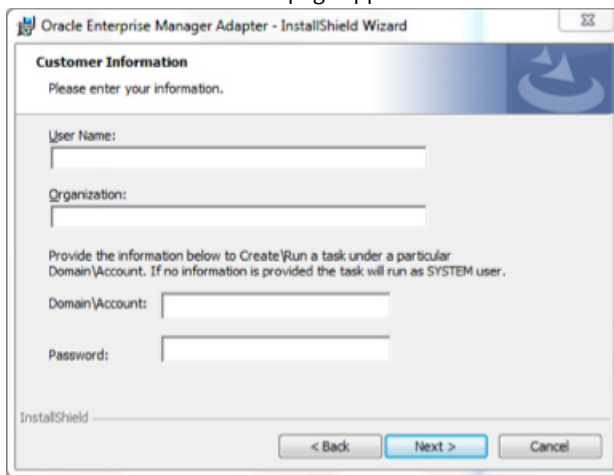 Oracle Enterprise Manager Adapter - InstallShield Wizard
Customer Information
Please enter your information.
User Name:
Organization:
Provide the information below to Create\Run a task under a particular
Domain\Account. If no information is provided the task will run as SYSTEM user.
Domain\Account:
Password:
InstallShield
< Back Next > Cancel